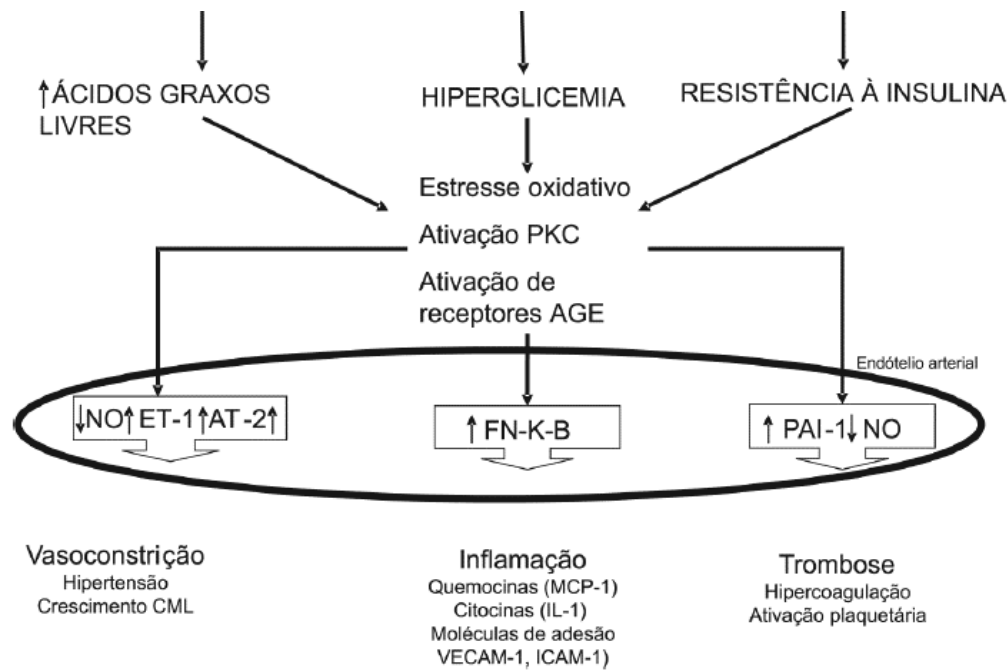 ↑ÁCIDOS GRAXOS
LIVRES
HIPERGLICEMIA
RESISTÊNCIA À INSULINA
Estresse oxidativo
Ativação PKC
Ativação de
receptores AGE
Endótelio arterial
↓NO↑ET-1↑AT-2↑
↑ FN-K-B
↑ PAI-1↓ NO
Vasoconstrição
Hipertensão
Crescimento CML
Inflamação
Quemocinas (MCP-1)
Citocinas (IL-1)
Moléculas de adesão
VECAM-1, ICAM-1)
Trombose
Hipercoagulação
Ativação plaquetária